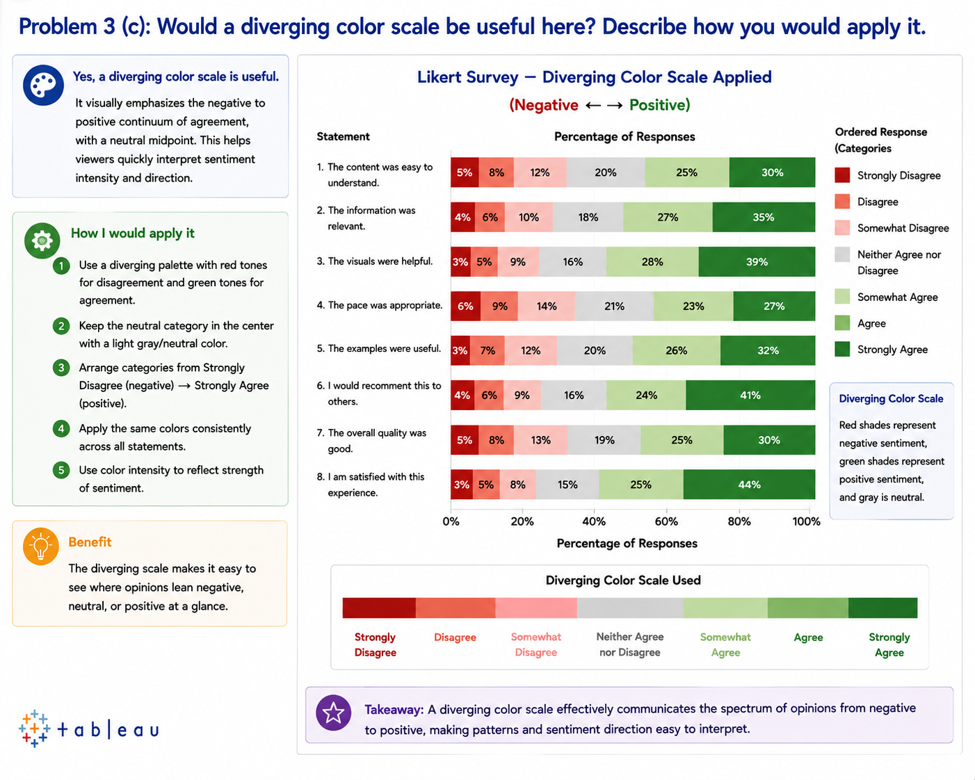 Problem 3 (c): Would a diverging color scale be useful here? Describe how you would apply it.
Yes, a diverging color scale is useful.
It visually emphasizes the negative to
positive continuum of agreement,
with a neutral midpoint. This helps
viewers quickly interpret sentiment
intensity and direction.
How I would apply it
1 Use a diverging palette with red tones
for disagreement and green tones for
agreement.
2 Keep the neutral category in the center
with a light gray/neutral color.
3 Arrange categories from Strongly
Disagree (negative) → Strongly Agree
(positive).
4 Apply the same colors consistently
across all statements.
5 Use color intensity to reflect strength
of sentiment.
Benefit
The diverging scale makes it easy to
see where opinions lean negative,
neutral, or positive at a glance.
tableau
Likert Survey – Diverging Color Scale Applied
(Negative ← → Positive)
Statement
Percentage of Responses
1. The content was easy to
understand.
5% 8% 12% 20% 25% 30%
2. The information was
relevant.
4% 6% 10% 18% 27% 35%
3. The visuals were helpful.
3% 5% 9% 16% 28% 39%
4. The pace was appropriate.
6% 9% 14% 21% 23% 27%
5. The examples were useful.
3% 7% 12% 20% 26% 32%
6. I would recomment this to
others.
4% 6% 9% 16% 24% 41%
7. The overall quality was
good.
5% 8% 13% 19% 25% 30%
8. I am satisfied with this
experience.
3% 5% 8% 15% 25% 44%
0% 20% 40% 60% 80% 100%
Percentage of Responses
Ordered Response
(Categories
Strongly Disagree
Disagree
Somewhat Disagree
Neither Agree nor
Disagree
Somewhat Agree
Agree
Strongly Agree
Diverging Color Scale
Red shades represent
negative sentiment,
green shades represent
positive sentiment,
and gray is neutral.
Diverging Color Scale Used
Strongly
Disagree
Disagree
Somewhat
Disagree
Neither Agree
nor Disagree
Somewhat
Agree
Agree
Strongly
Agree
Takeaway: A diverging color scale effectively communicates the spectrum of opinions from negative
to positive, making patterns and sentiment direction easy to interpret.